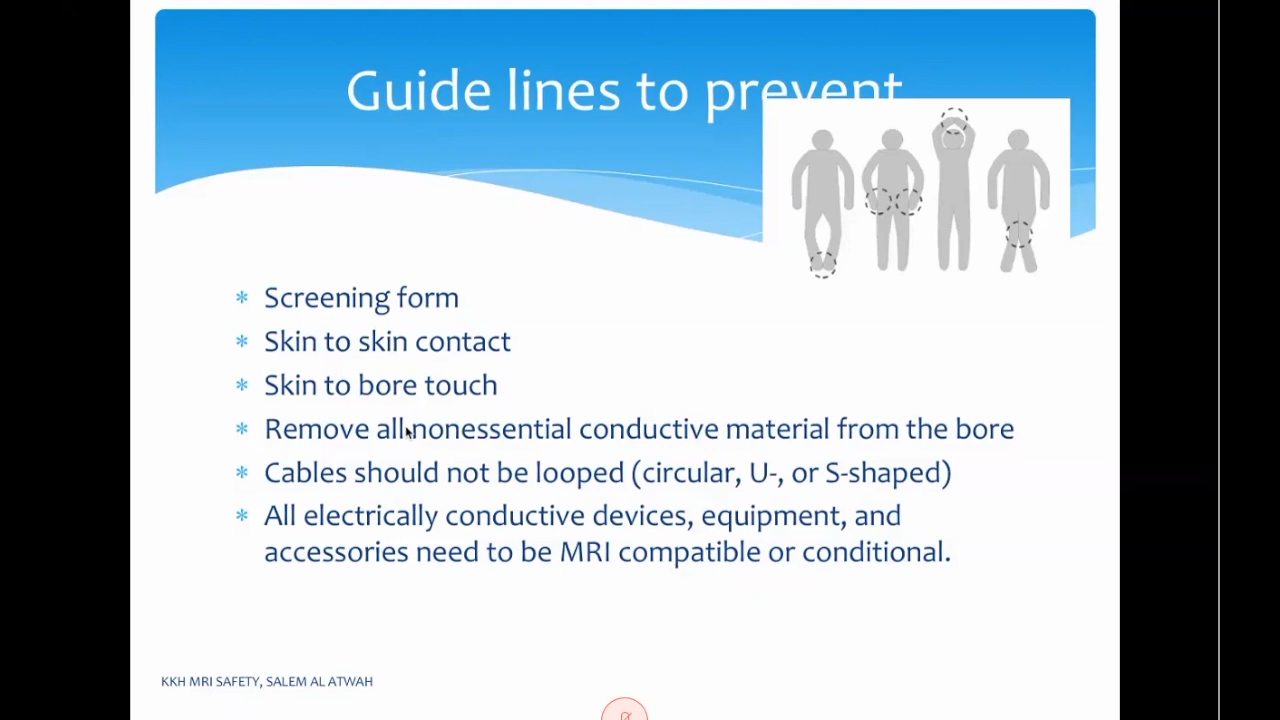 Guide lines to prevent
* Screening form
* Skin to skin contact
* Skin to bore touch
* Remove all nonessential conductive material from the bore
* Cables should not be looped (circular, U-, or S-shaped)
* All electrically conductive devices, equipment, and
accessories need to be MRI compatible or conditional.
KKH MRI SAFETY, SALEM AL ATWAH